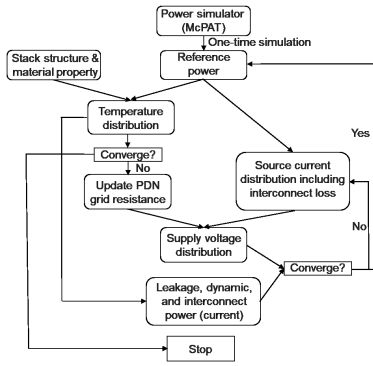 Power simulator
(McPAT)
One-time simulation
Stack structure &
material property
Reference
power
Temperature
distribution
Yes
Converge?
No
Source current
distribution including
interconnect loss
Update PDN
grid resistance
No
Supply voltage
distribution
Converge?
Leakage, dynamic,
and interconnect
power (current)
Stop